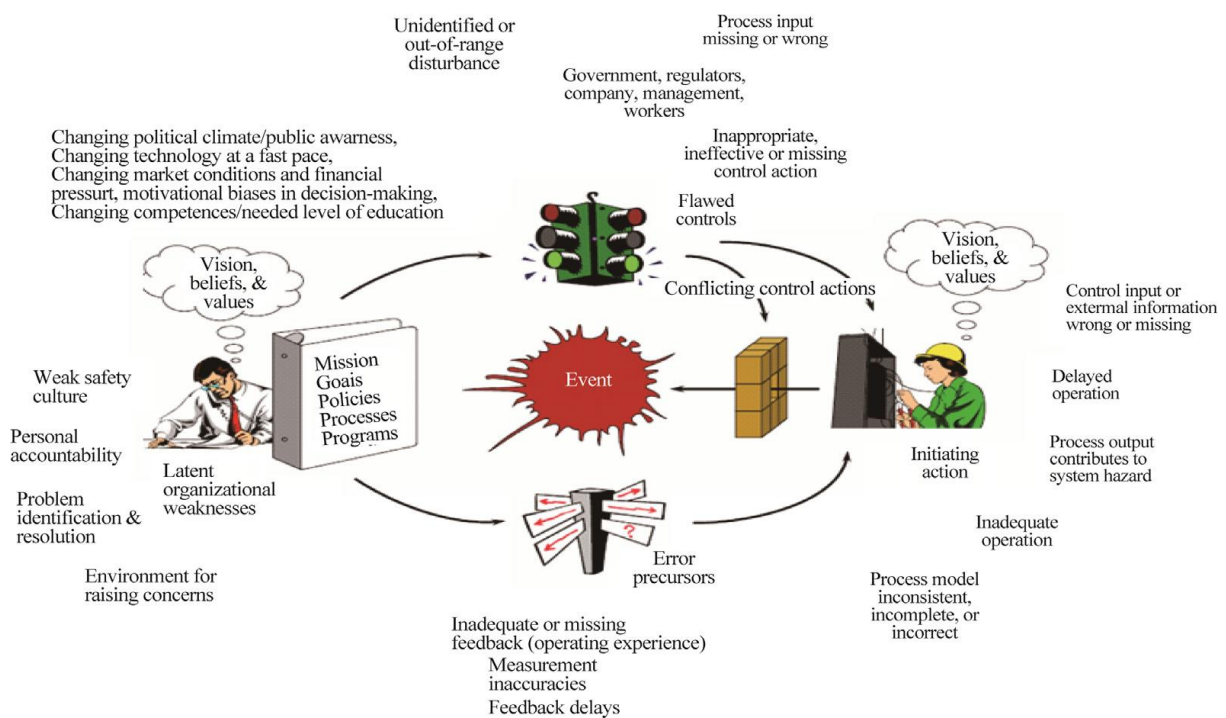 Unidentified or
out-of-range
disturbance
Process input
missing or wrong
Government, regulators,
company, management,
workers
Changing political climate/public awarness,
Changing technology at a fast pace,
Changing market conditions and financial
pressurt, motivational biases in decision-making,
Changing competences/needed level of education
Inappropriate,
ineffective or missing
control action
Flawed
controls
Vision,
beliefs, &
values
Vision,
beliefs, &
values
Conflicting control actions
Control input or
external information
wrong or missing
Mission
Goais
Policies
Processes
Programs
Event
Weak safety
culture
Delayed
operation
Personal
accountability
Latent
organizational
weaknesses
Initiating
action
Process output
contributes to
system hazard
Problem
identification &
resolution
?
Inadequate
operation
Error
precursors
Environment for
raising concerns
Process model
inconsistent,
incomplete, or
incorrect
Inadequate or missing
feedback (operating experience)
Measurement
inaccuracies
Feedback delays